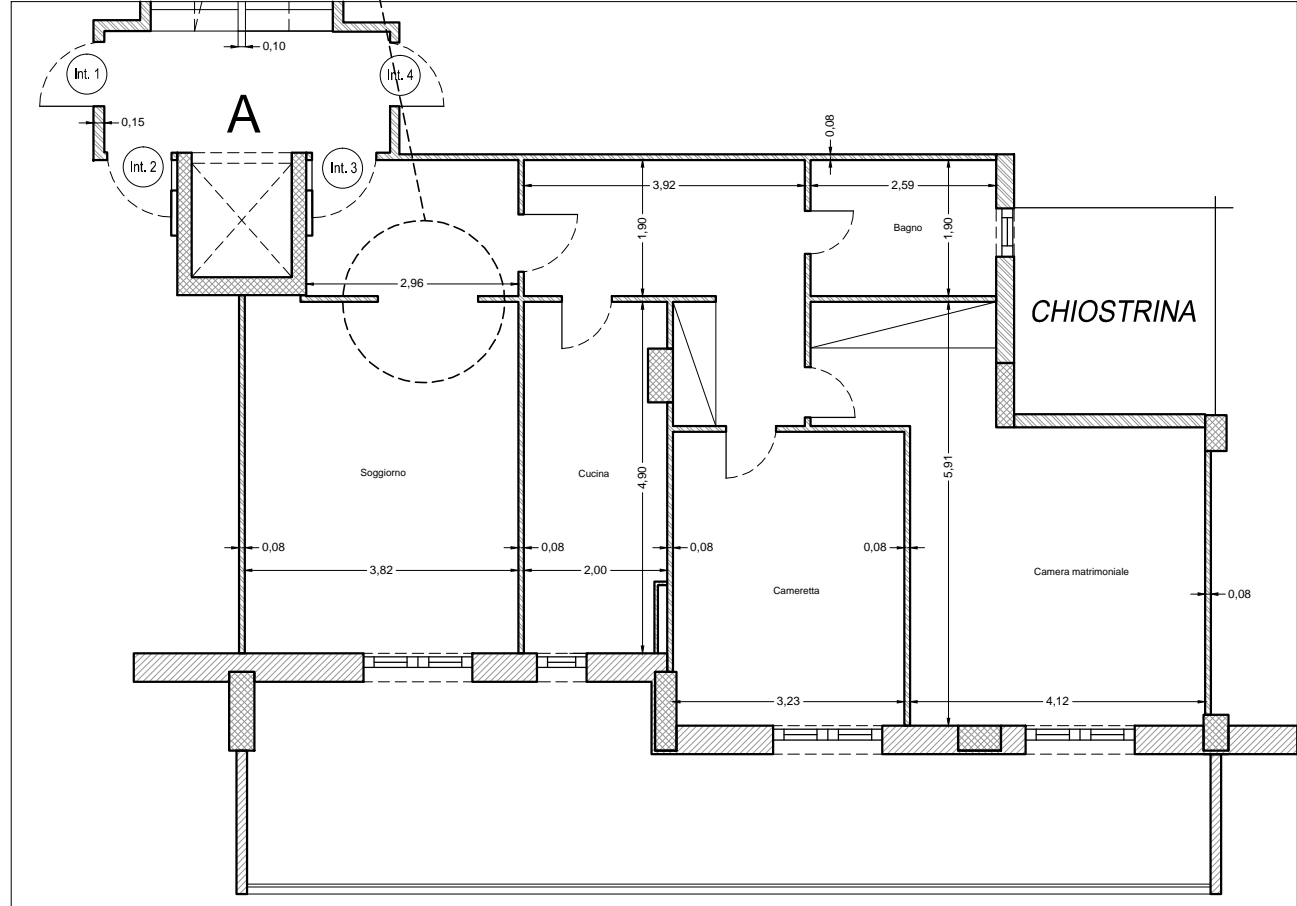 0,10
Int. 1
Int. 4
A
0,15
0,08
Int. 2
Int. 3
3,92
2,59
1,90
Bagno
1,90
2,96
CHIOSTRINA
Soggiorno
Cucina
4,90
5,91
0,08
0,08
0,08
0,08
3,82
2,00
Camera matrimoniale
Cameretta
0,08
3,23
4,12